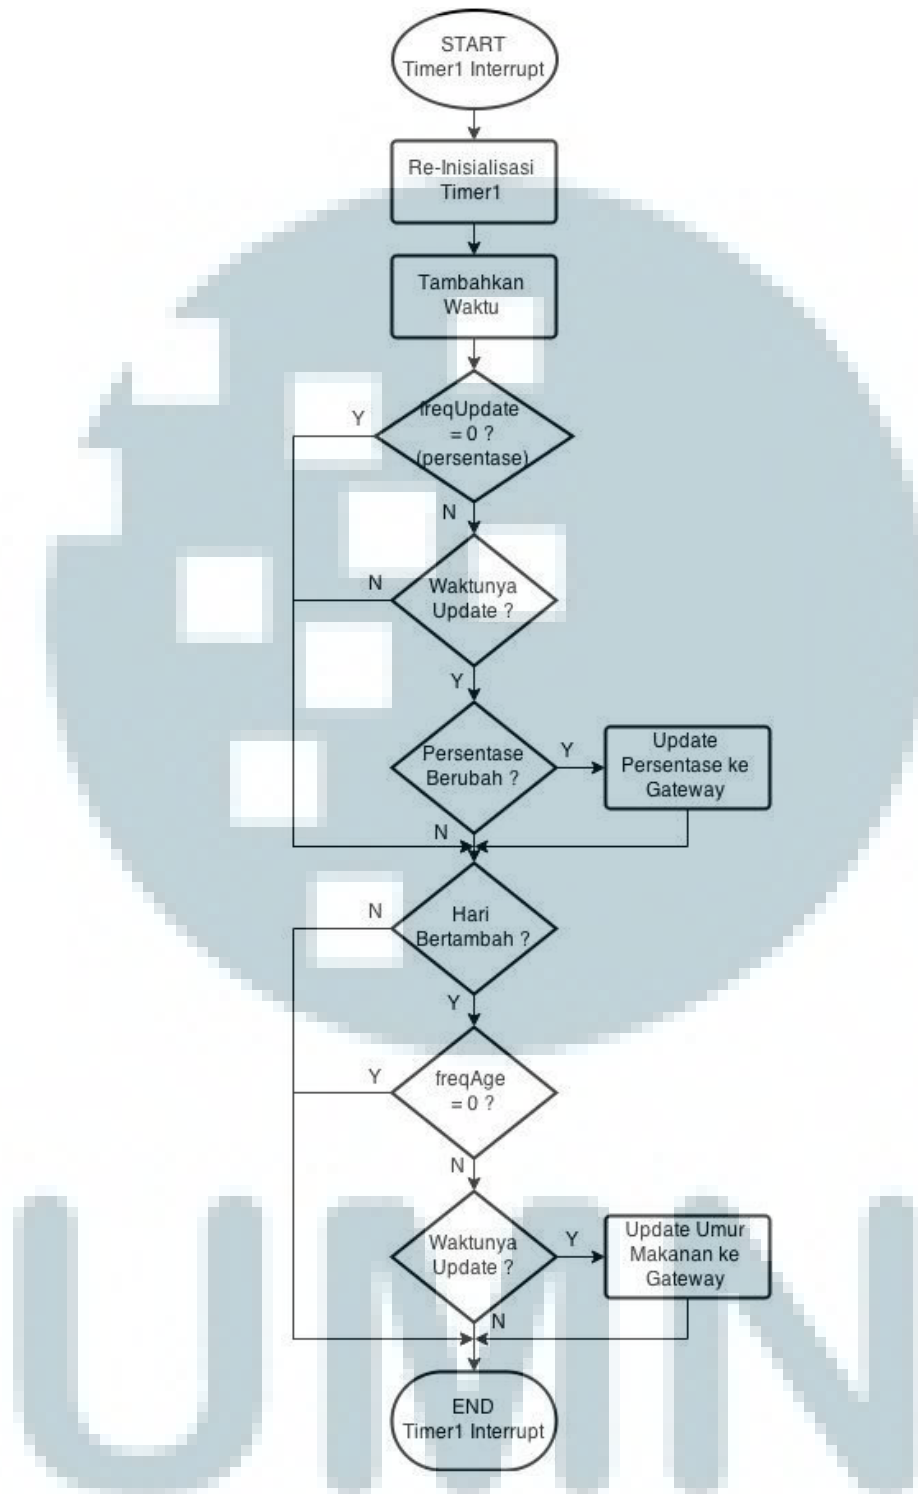 START
Timer1 Interrupt
Re-Inisialisasi
Timer1
Tambahkan
Waktu
freqUpdate
= 0 ?
(persentase)
Y
N
Waktunya
Update ?
N
Y
Persentase
Berubah ?
Y
Update
Persentase ke
Gateway
N
Hari
Bertambah ?
N
Y
freqAge
= 0 ?
Y
N
Waktunya
Update ?
Y
Update Umur
Makanan ke
Gateway
N
END
Timer1 Interrupt
UMN